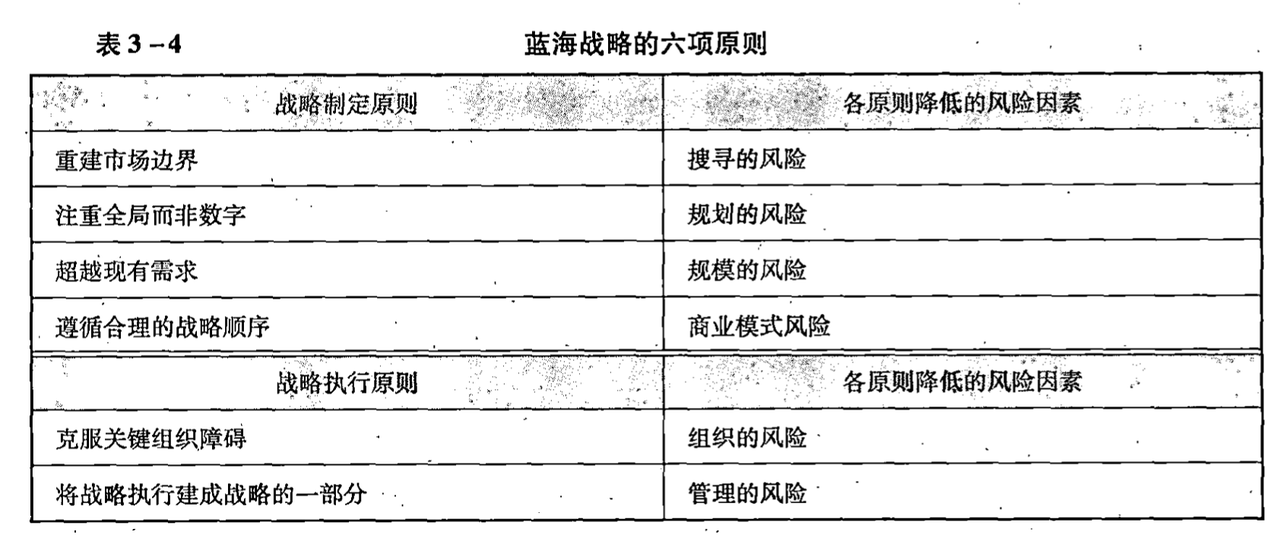 表3-4 蓝海战略的六项原则
战略制定原则 各原则降低的风险因素
重建市场边界 搜寻的风险
注重全局而非数字 规划的风险
超越现有需求 规模的风险
遵循合理的战略顺序 商业模式风险
战略执行原则 各原则降低的风险因素
克服关键组织障碍 组织的风险
将战略执行建成战略的一部分 管理的风险